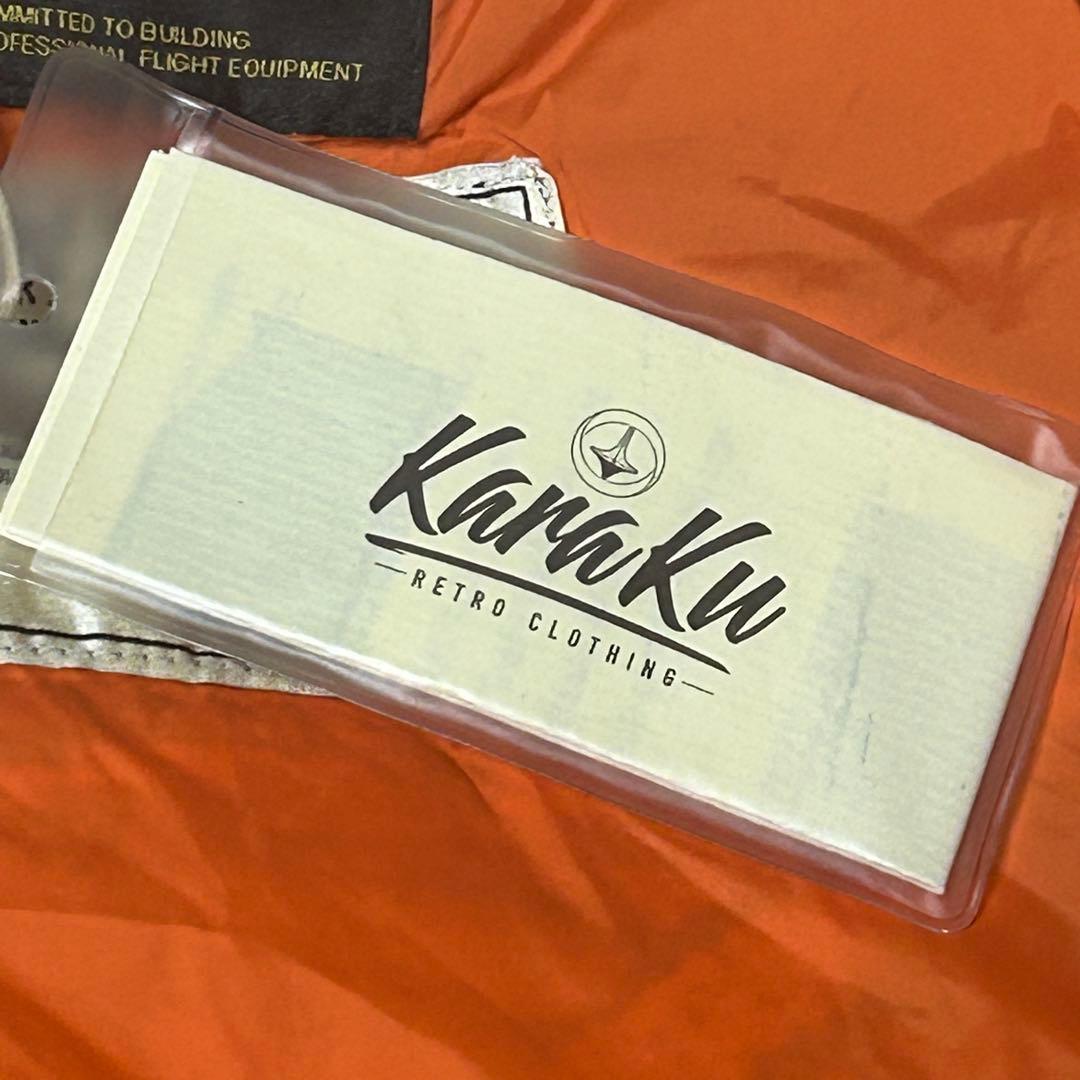 MMITTED TO BUILDING
OFESSIONAL FLIGHT EQUIPMENT
K
KaraKu
RETRO CLOTHING